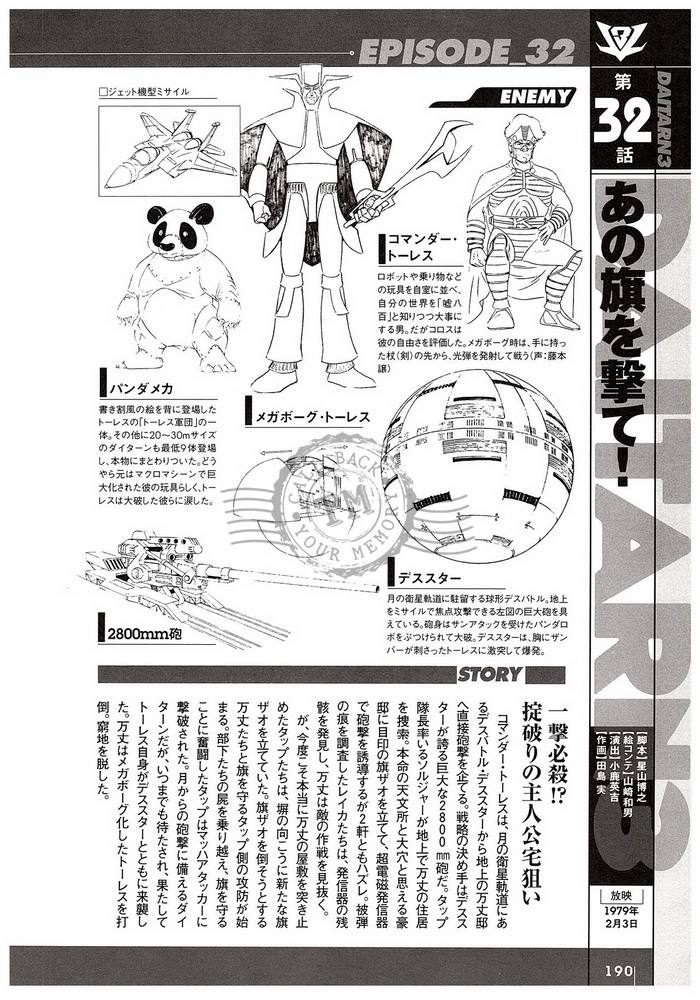 EPISODE_32
DAITARN3
第
32
話
あの旗を撃て!
DAITARN3
ENEMY
□ジェット機型ミサイル
コマンダー・
トーレス
ロボットや乗り物など
の玩具を自室に並べ、
自分の世界を「嘘八
百」と知りつつ大事に
する男。だがコロスは
彼の自由さを評価した。メガボーグ時は、手に持っ
た杖(剣)の先から、光弾を発射して戦う(声:藤本
譲)
パンダメカ
書き割風の絵を背に登場した
トーレスの「トーレス軍団」の一
体。その他に20〜30mサイズ
のダイターンも最低9体登場
し、本物にまとわりついた。どう
やら元はマクロマシーンで巨
大化された彼の玩具らしく、トー
レスは大破した彼らに涙した。
メガボーグ・トーレス
CALL BACK
TM
YOUR MEMORY
デススター
月の衛星軌道に駐留する球形デスバトル。地上
をミサイルで焦点攻撃できる左図の巨大砲を具
えている。砲身はサンアタックを受けたパンダロ
ボをぶつけられて大破。デススターは、胸にザン
バーが刺さったトーレスに激突して爆発。
2800mm砲
STORY
一撃必殺!?
掟破りの主人公宅狙い
コマンダー・トーレスは、月の衛星軌道にあ
るデスバトル・デススターから地上の万丈邸
へ直接砲撃を企てる。戦略の決め手はデスス
ターが誇る巨大な2800mm砲だ。タップ
隊長率いるソルジャーが地上で万丈の住居
を捜索。本命の天文所と大穴と思える豪
邸に目印の旗ザオを立てて、超電磁発信器
で砲撃を誘導するが2軒ともハズレ。被弾
の痕を調査したレイカたちは、発信器の残
骸を発見し、万丈は敵の作戦を見抜く。
が、今度こそ本当に万丈の屋敷を突き止
めたタップたちは、塀の向こうに新たな旗
ザオを立てていた。旗ザオを倒そうとする
万丈たちと旗を守るタップ側の攻防が始
まる。部下たちの屍を乗り越え、旗を守る
ことに奮闘したタップはマッハアタッカーに
撃破された。月からの砲撃に備えるダイ
ターンだが、いつまでも待たされ、果たして
トーレス自身がデススターとともに来襲し
た。万丈はメガボーグ化したトーレスを打
倒。窮地を脱した。
[脚本]星山博之
[絵コンテ]山崎和男
[演出]小鹿英吉
[作画]田島 実
放映
1979年
2月3日
190